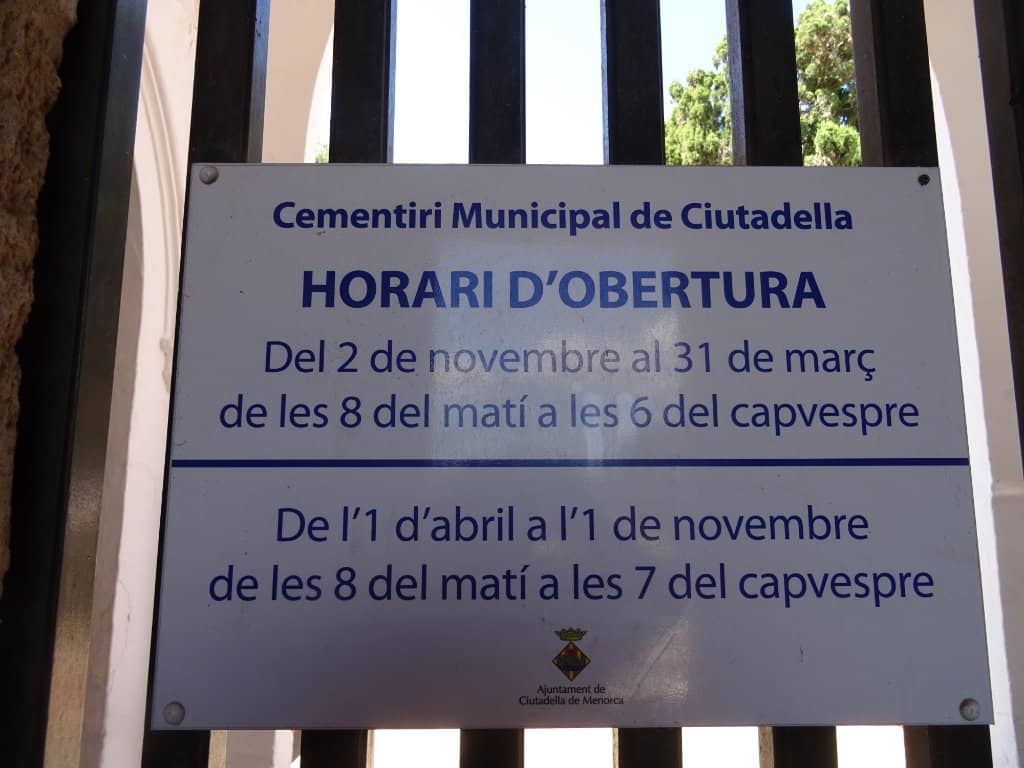 Cementiri Municipal de Ciutadella
HORARI D'OBERTURA
Del 2 de novembre al 31 de març
de les 8 del matí a les 6 del capvespre
De l'1 d'abril a l'1 de novembre
de les 8 del matí a les 7 del capvespre
Ajuntament de
Ciutadella de Menorca